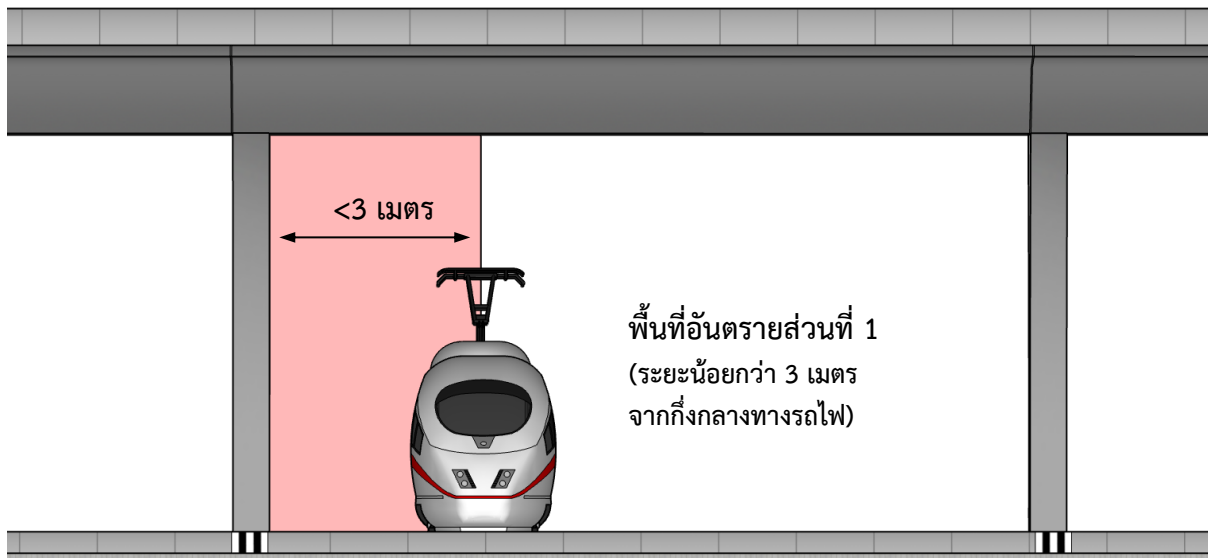 <3 เมตร
พื้นที่อันตรายส่วนที่ 1
(ระยะน้อยกว่า 3 เมตร
จากกึ่งกลางทางรถไฟ)